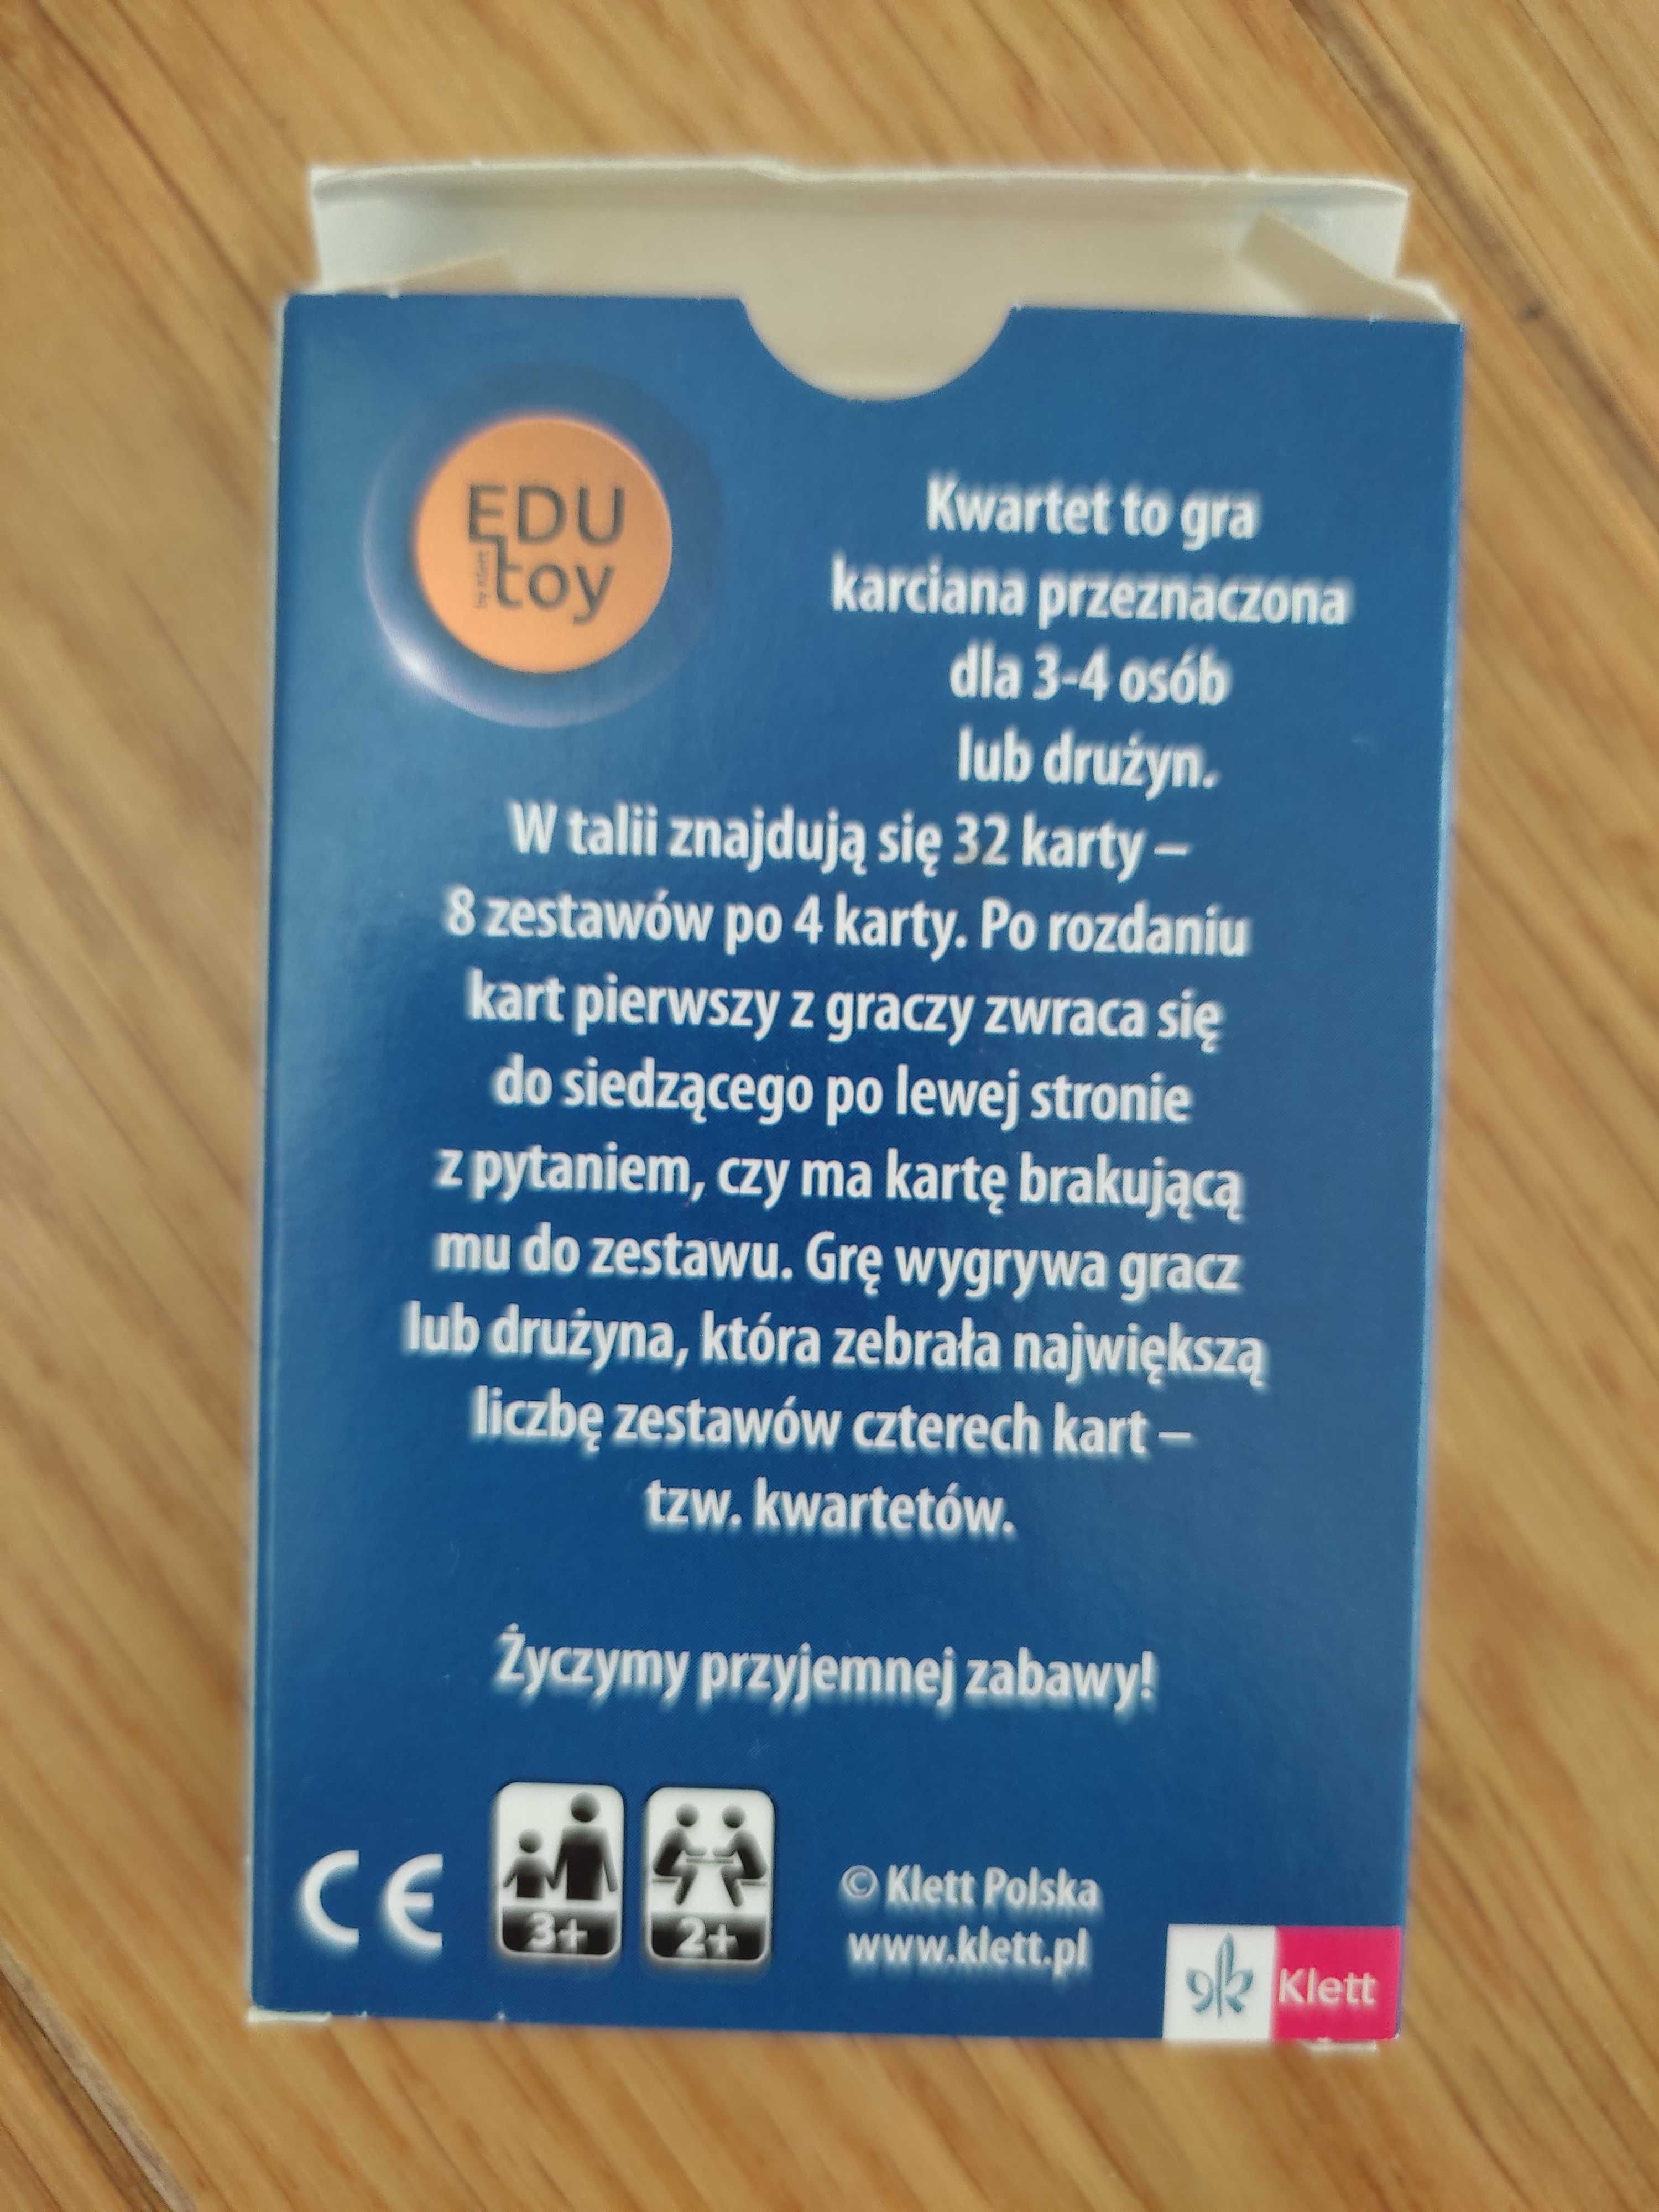 EDU
by Klett
toy
Kwartet to gra
karciana przeznaczona
dla 3-4 osób
lub drużyn.
W talii znajdują się 32 karty –
8 zestawów po 4 karty. Po rozdaniu
kart pierwszy z graczy zwraca się
do siedzącego po lewej stronie
z pytaniem, czy ma kartę brakującą
mu do zestawu. Grę wygrywa gracz
lub drużyna, która zebrała największą
liczbę zestawów czterech kart –
tzw. kwartetów.
Życzymy przyjemnej zabawy!
CE
3+
2+
© Klett Polska
www.klett.pl
Klett